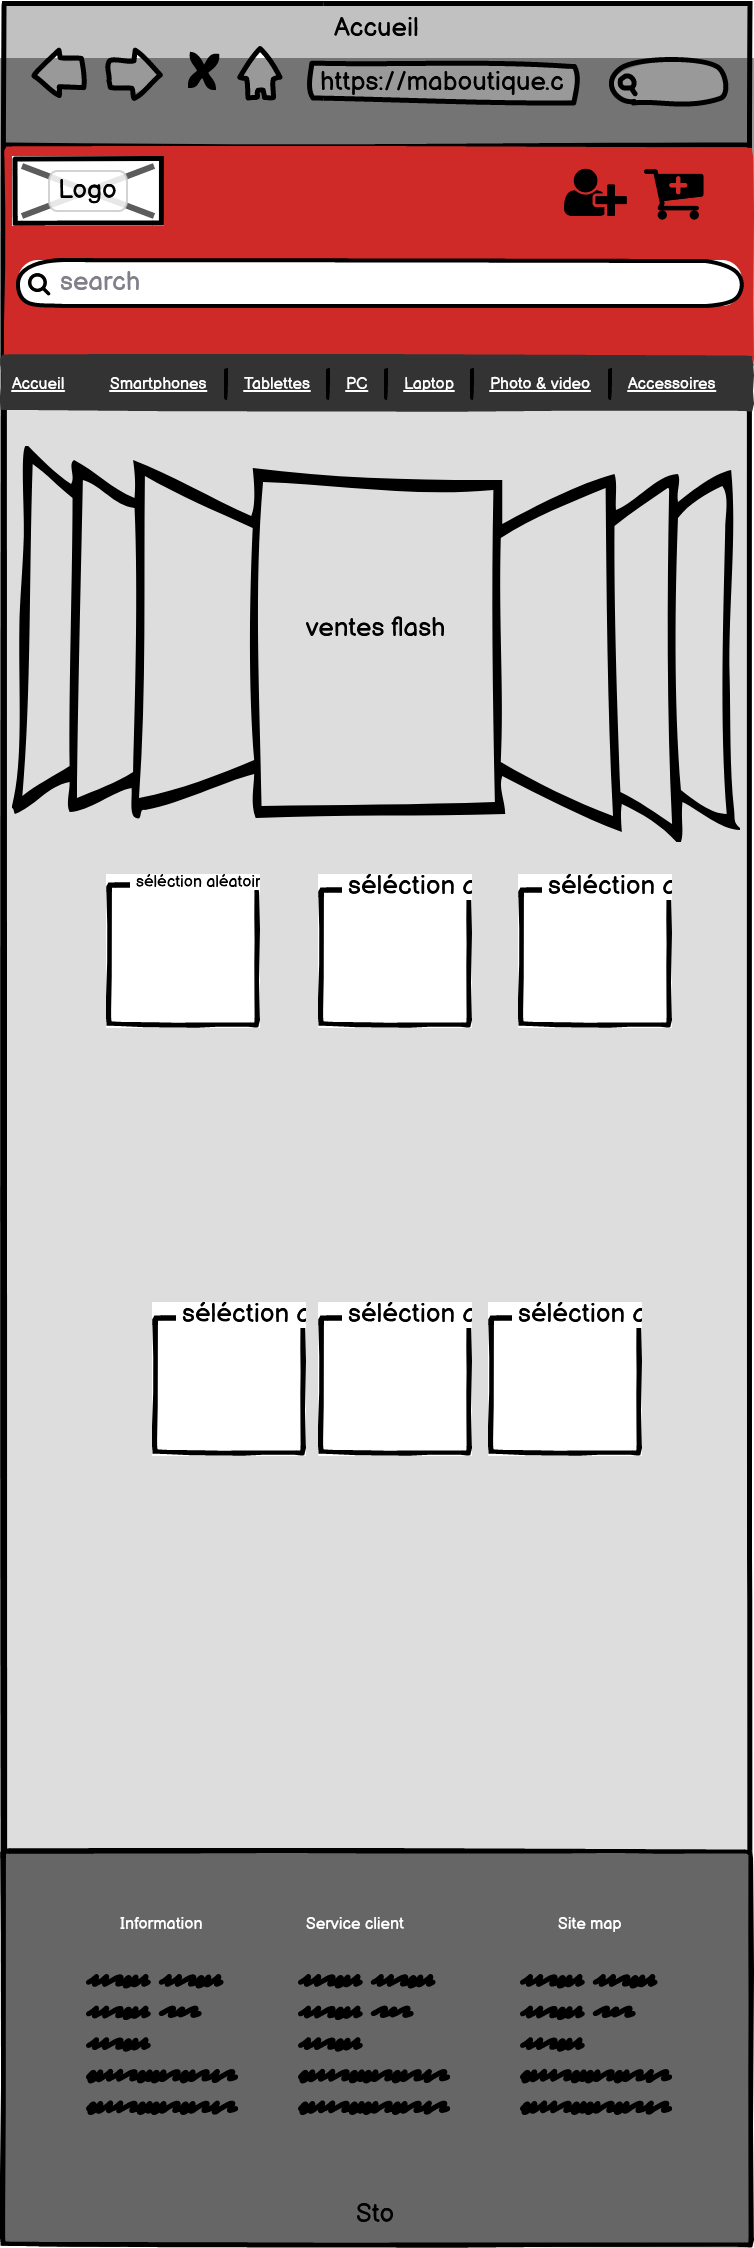 Accueil
https://maboutique.c
Logo
search
Accueil Smartphones Tablettes PC Laptop Photo & video Accessoires
ventes flash
séléction aléatoir séléction a séléction a
séléction a séléction a séléction a
Information Service client Site map
Sto